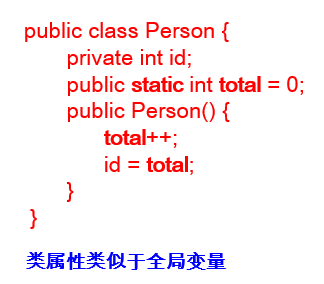 public class Person {
private int id;
public static int total = 0;
public Person() {
total++;
id = total;
}
}
类属性类似于全局变量